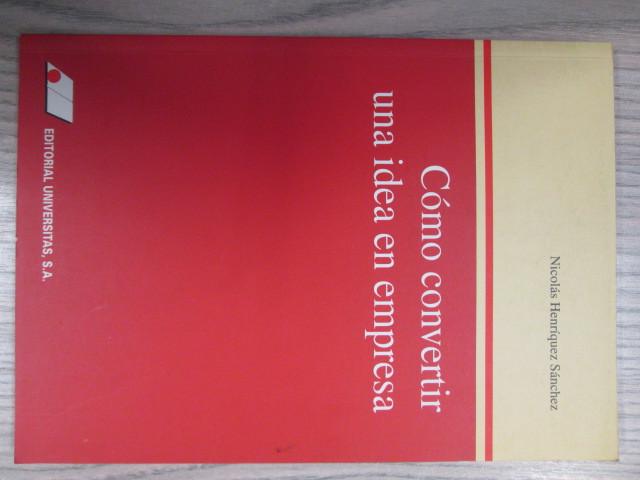 Nicolás Henríquez Sánchez
Cómo convertir
una idea en empresa
EDITORIAL UNIVERSITAS, S.A.